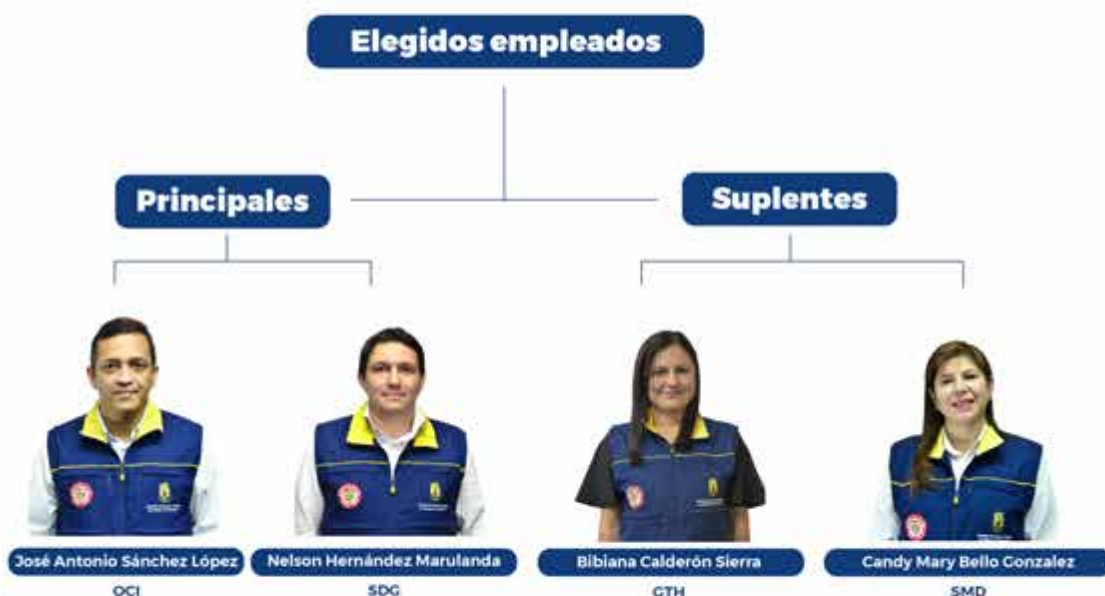 Elegidos empleados
Principales
Suplentes
José Antonio Sánchez López
Nelson Hernández Marulanda
Bibiana Calderón Sierra
Candy Mary Bello Gonzalez
OCI
SDG
GTH
SMD